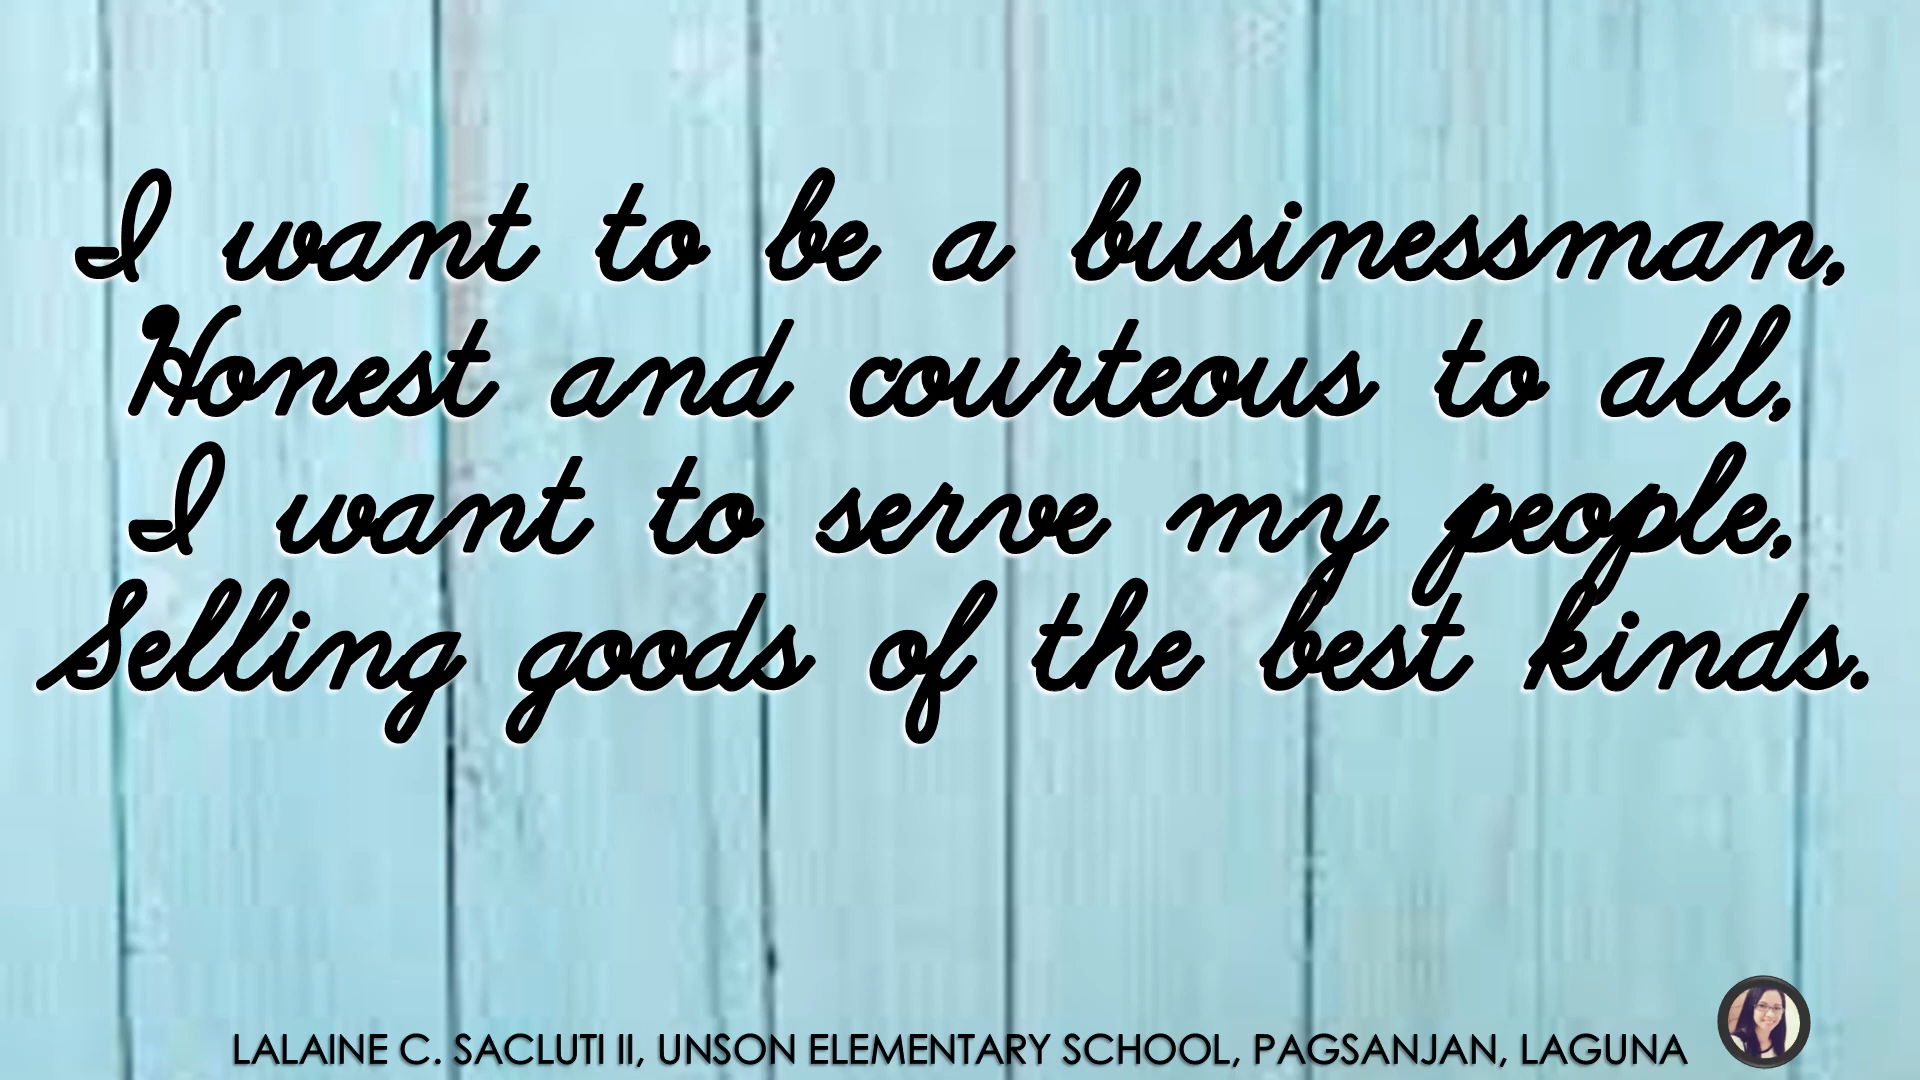 I want to be a businessman,
Honest and courteous to all,
I want to serve my people,
Selling goods of the best kinds.
LALAINE C. SACLUTI II, UNSON ELEMENTARY SCHOOL, PAGSANJAN, LAGUNA